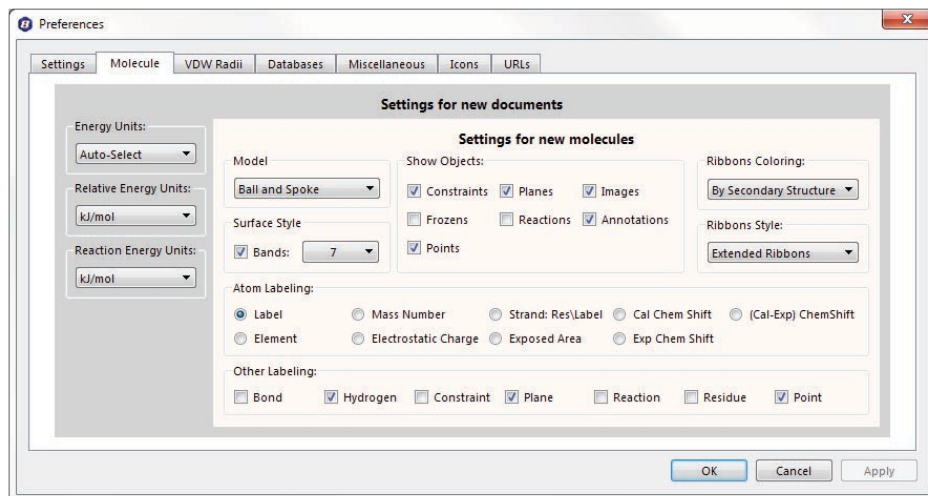 Preferences
Settings Molecule VDW Radii Databases Miscellaneous Icons URLs
Settings for new documents
Energy Units:
Auto-Select
Relative Energy Units:
kJ/mol
Reaction Energy Units:
kJ/mol
Settings for new molecules
Model
Ball and Spoke
Surface Style
Bands: 7
Show Objects:
Constraints Planes Images
Frozens Reactions Annotations
Points
Ribbons Coloring:
By Secondary Structure
Ribbons Style:
Extended Ribbons
Atom Labeling:
Label Mass Number Strand: Res\Label Cal Chem Shift (Cal-Exp) ChemShift
Element Electrostatic Charge Exposed Area Exp Chem Shift
Other Labeling:
Bond Hydrogen Constraint Plane Reaction Residue Point
OK Cancel Apply